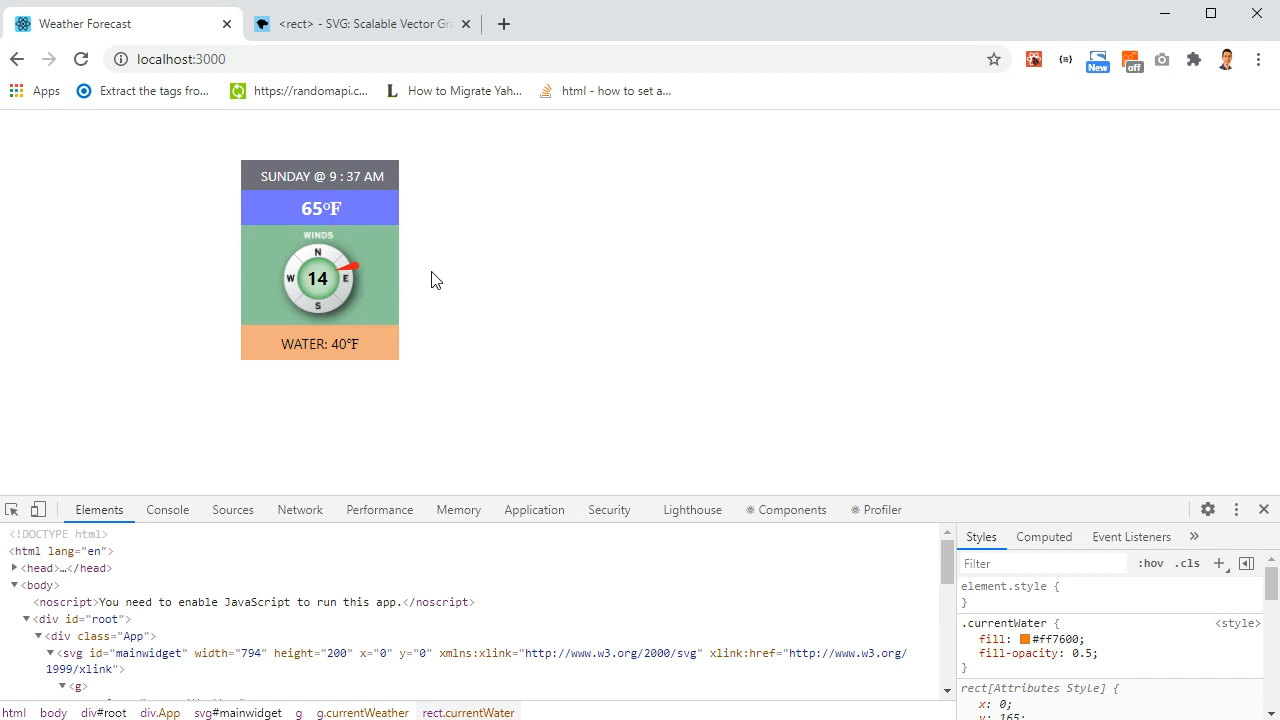 Weather Forecast
<rect> - SVG: Scalable Vector Gra
localhost:3000
New
off
Apps
Extract the tags fro...
https://randomapi.c...
How to Migrate Yah...
html - how to set a...
SUNDAY @ 9 : 37 AM
65°F
WINDS
N
W 14 E
S
WATER: 40°F
Elements Console Sources Network Performance Memory Application Security Lighthouse Components Profiler
<!DOCTYPE html>
<html lang="en">
<head>…</head>
<body>
<noscript>You need to enable JavaScript to run this app.</noscript>
<div id="root">
<div class="App">
<svg id="mainwidget" width="794" height="200" x="0" y="0" xmlns:xlink="http://www.w3.org/2000/svg" xlink:href="http://www.w3.org/
1999/xlink">
<g>
html body div#root div.App svg#mainwidget g g.currentWeather rect.currentWater
Styles Computed Event Listeners »
Filter :hov .cls +
element.style {
}
.currentWater { <style>
fill: #ff7600;
fill-opacity: 0.5;
}
rect[Attributes Style] {
x: 0;
y: 165;